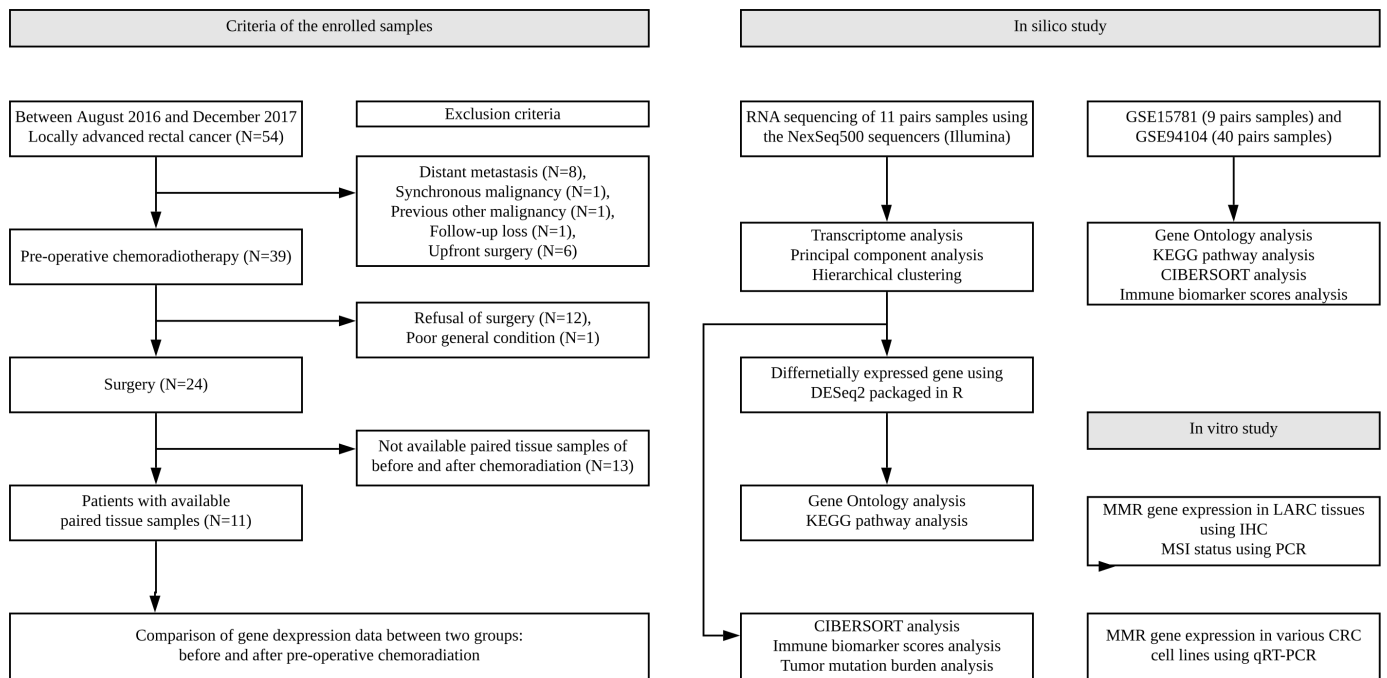 Criteria of the enrolled samples
Between August 2016 and December 2017
Locally advanced rectal cancer (N=54)
Exclusion criteria
Distant metastasis (N=8),
Synchronous malignancy (N=1),
Previous other malignancy (N=1),
Follow-up loss (N=1),
Upfront surgery (N=6)
Pre-operative chemoradiotherapy (N=39)
Refusal of surgery (N=12),
Poor general condition (N=1)
Surgery (N=24)
Not available paired tissue samples of
before and after chemoradiation (N=13)
Patients with available
paired tissue samples (N=11)
Comparison of gene dexpression data between two groups:
before and after pre-operative chemoradiation
In silico study
RNA sequencing of 11 pairs samples using
the NexSeq500 sequencers (Illumina)
Transcriptome analysis
Principal component analysis
Hierarchical clustering
Differnetially expressed gene using
DESeq2 packaged in R
Gene Ontology analysis
KEGG pathway analysis
CIBERSORT analysis
Immune biomarker scores analysis
Tumor mutation burden analysis
GSE15781 (9 pairs samples) and
GSE94104 (40 pairs samples)
Gene Ontology analysis
KEGG pathway analysis
CIBERSORT analysis
Immune biomarker scores analysis
In vitro study
MMR gene expression in LARC tissues
using IHC
MSI status using PCR
MMR gene expression in various CRC
cell lines using qRT-PCR